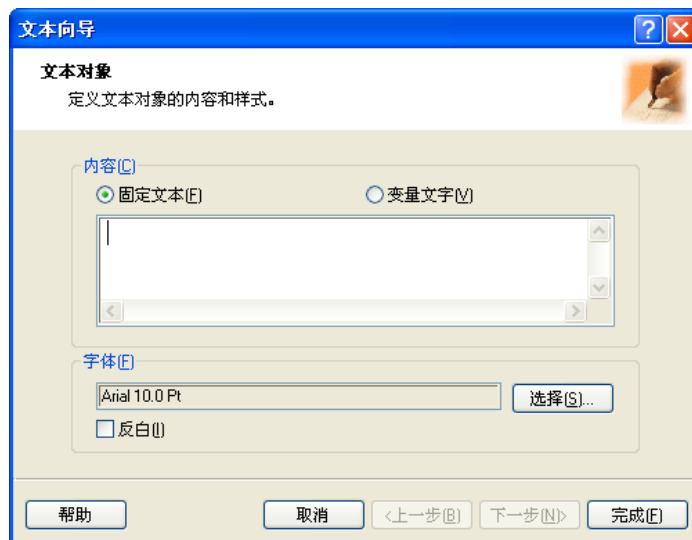 文本向导
文本对象
定义文本对象的内容和样式。
内容(C)
固定文本(F) 变量文字(V)
字体(F)
Arial 10.0 Pt 选择(S)...
反白(I)
帮助 取消 <上一步(B) 下一步(N)> 完成(F)